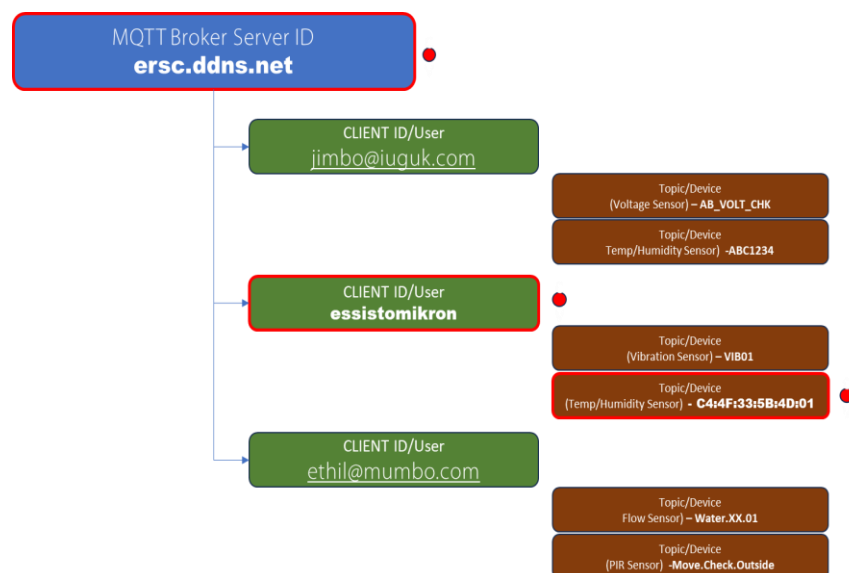 MQTT Broker Server ID
ersc.ddns.net
CLIENT ID/User
jimbo@iuguk.com
Topic/Device
(Voltage Sensor) – AB_VOLT_CHK
Topic/Device
Temp/Humidity Sensor) -ABC1234
CLIENT ID/User
essistomikron
Topic/Device
(Vibration Sensor) – VIB01
Topic/Device
(Temp/Humidity Sensor) - C4:4F:33:5B:4D:01
CLIENT ID/User
ethil@mumbo.com
Topic/Device
Flow Sensor) – Water.XX.01
Topic/Device
(PIR Sensor) -Move.Check.Outside